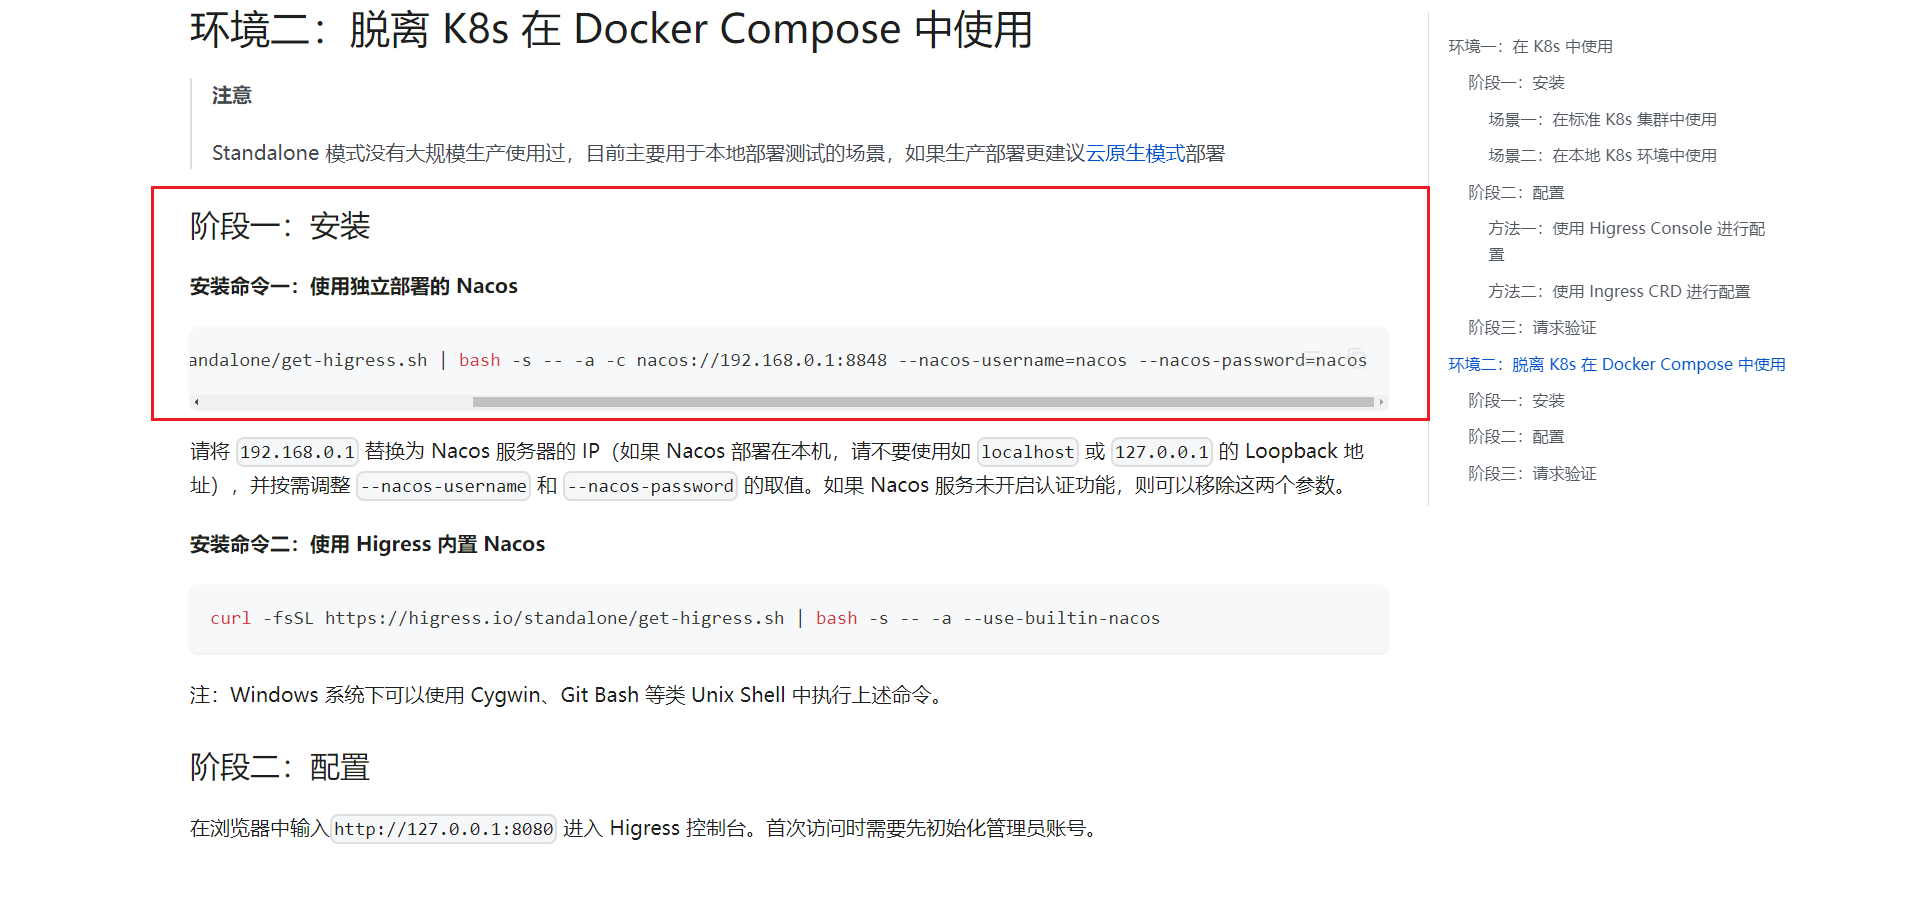 环境二：脱离 K8s 在 Docker Compose 中使用
注意
Standalone 模式没有大规模生产使用过，目前主要用于本地部署测试的场景，如果生产部署更建议云原生模式部署
阶段一：安装
安装命令一：使用独立部署的 Nacos
andalone/get-higress.sh | bash -s -- -a -c nacos://192.168.0.1:8848 --nacos-username=nacos --nacos-password=nacos
请将 192.168.0.1 替换为 Nacos 服务器的 IP（如果 Nacos 部署在本机，请不要使用如 localhost 或 127.0.0.1 的 Loopback 地
址），并按需调整 --nacos-username 和 --nacos-password 的取值。如果 Nacos 服务未开启认证功能，则可以移除这两个参数。
安装命令二：使用 Higress 内置 Nacos
curl -fsSL https://higress.io/standalone/get-higress.sh | bash -s -- -a --use-builtin-nacos
注：Windows 系统下可以使用 Cygwin、Git Bash 等类 Unix Shell 中执行上述命令。
阶段二：配置
在浏览器中输入 http://127.0.0.1:8080 进入 Higress 控制台。首次访问时需要先初始化管理员账号。
环境一：在 K8s 中使用
阶段一：安装
场景一：在标准 K8s 集群中使用
场景二：在本地 K8s 环境中使用
阶段二：配置
方法一：使用 Higress Console 进行配
置
方法二：使用 Ingress CRD 进行配置
阶段三：请求验证
环境二：脱离 K8s 在 Docker Compose 中使用
阶段一：安装
阶段二：配置
阶段三：请求验证